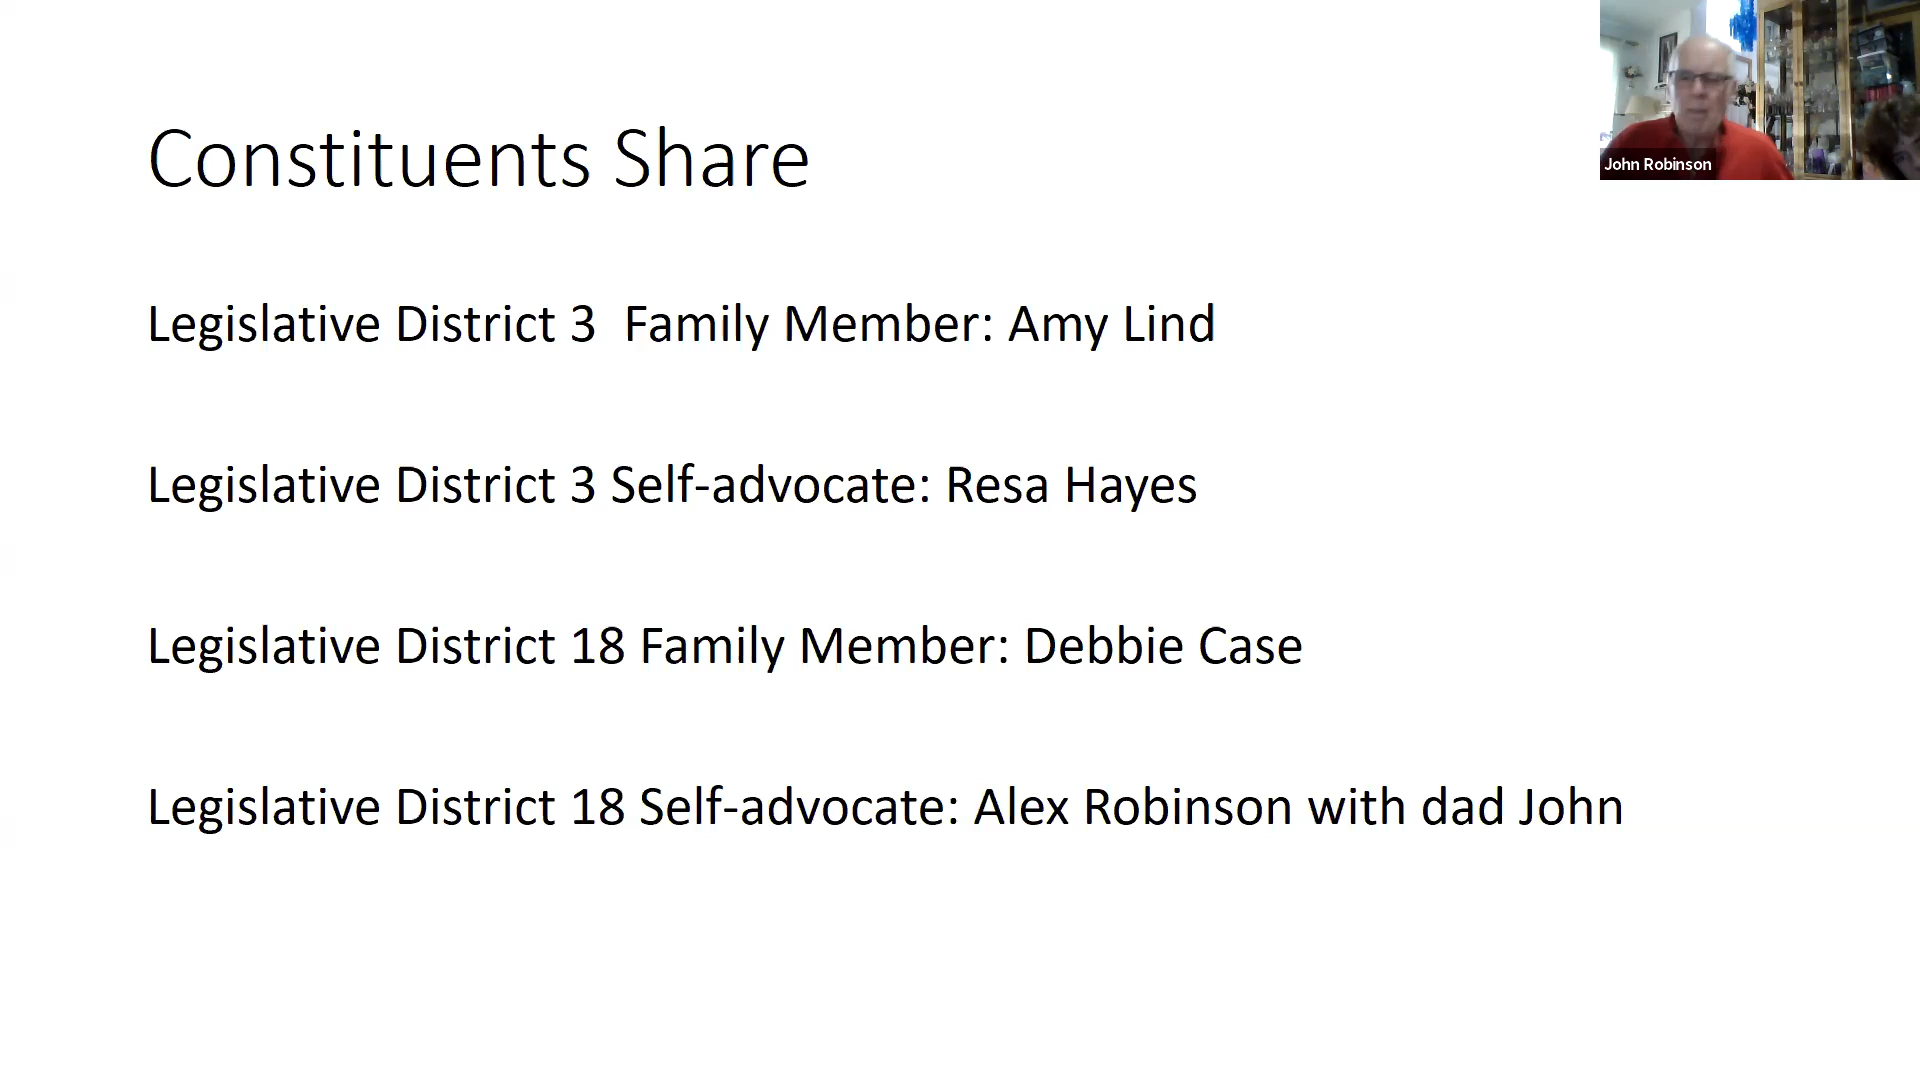 Constituents Share
John Robinson
Legislative District 3  Family Member: Amy Lind
Legislative District 3 Self-advocate: Resa Hayes
Legislative District 18 Family Member: Debbie Case
Legislative District 18 Self-advocate: Alex Robinson with dad John